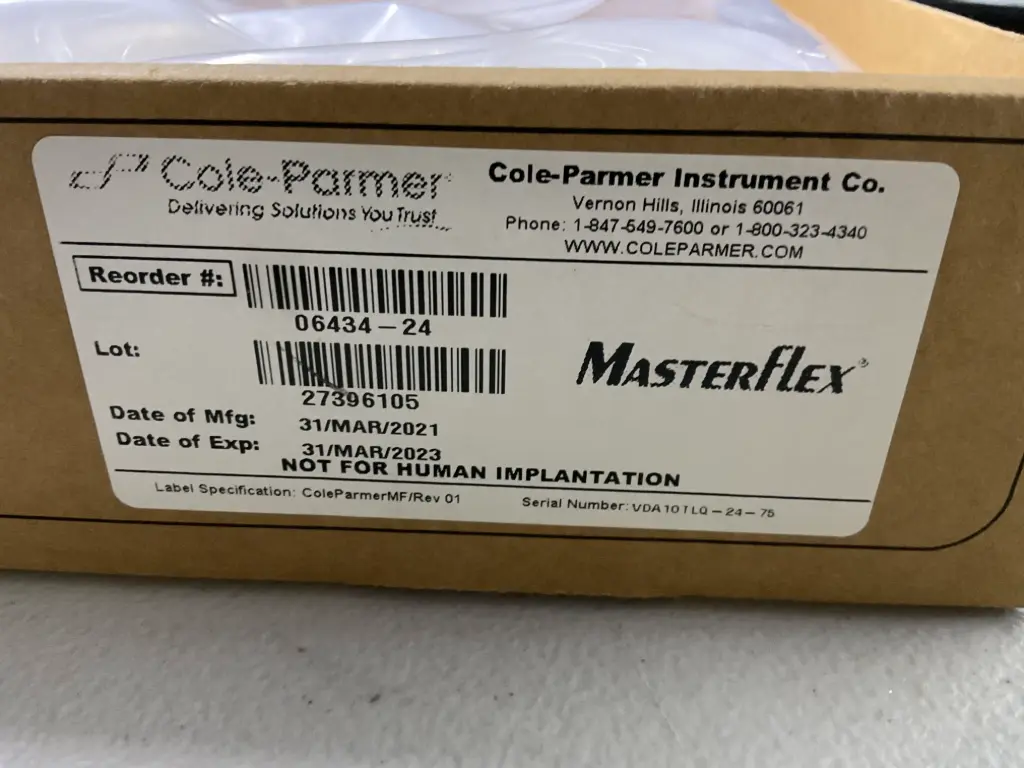 Cole-Parmer
Delivering Solutions You Trust
Cole-Parmer Instrument Co.
Vernon Hills, Illinois 60061
Phone: 1-847-549-7600 or 1-800-323-4340
WWW.COLEPARMER.COM
Reorder #:
06434-24
Lot:
27396105
MASTERFLEX®
Date of Mfg: 31/MAR/2021
Date of Exp: 31/MAR/2023
NOT FOR HUMAN IMPLANTATION
Label Specification: ColeParmerMF/Rev 01
Serial Number: